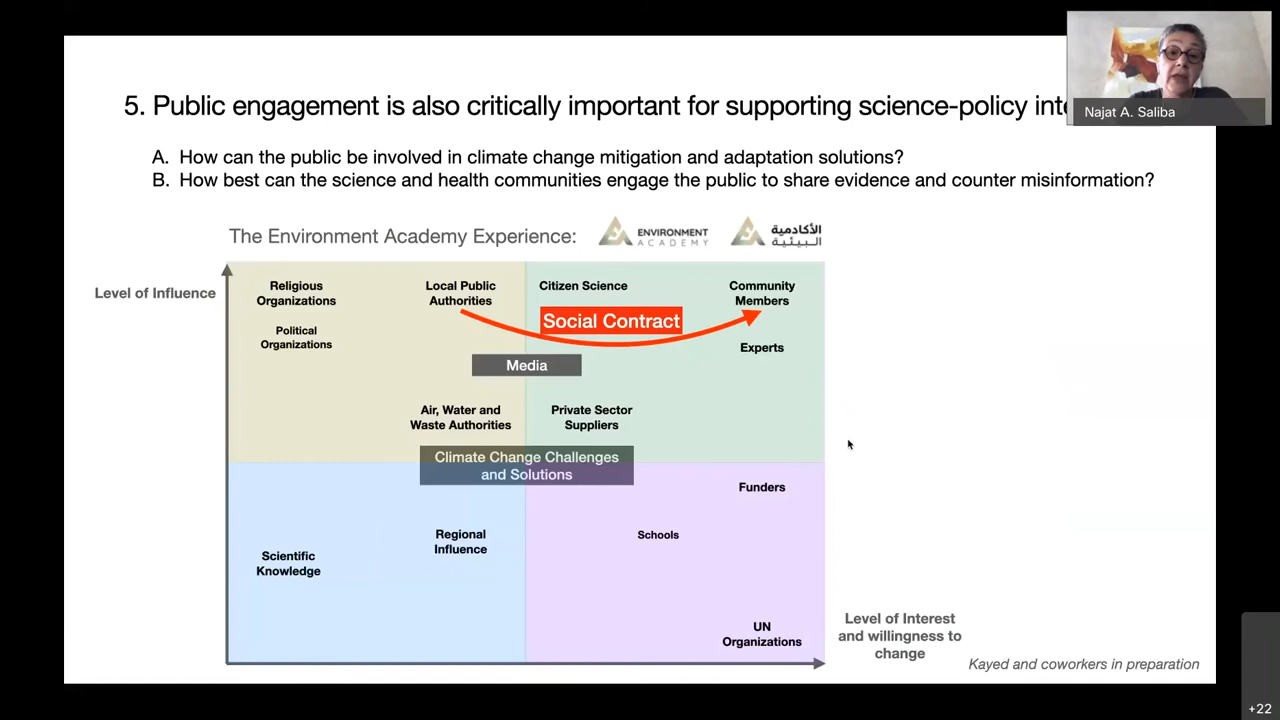 5. Public engagement is also critically important for supporting science-policy
Najat A. Saliba
A. How can the public be involved in climate change mitigation and adaptation solutions?
B. How best can the science and health communities engage the public to share evidence and counter misinformation?
The Environment Academy Experience:
ENVIRONMENT
ACADEMY
الأكاديمية
البيئية
Level of Influence
Religious
Organizations
Local Public
Authorities
Citizen Science
Community
Members
Social Contract
Political
Organizations
Experts
Media
Air, Water and
Waste Authorities
Private Sector
Suppliers
Climate Change Challenges
and Solutions
Funders
Regional
Influence
Schools
Scientific
Knowledge
UN
Organizations
Level of Interest
and willingness to
change
Kayed and coworkers in preparation
+22